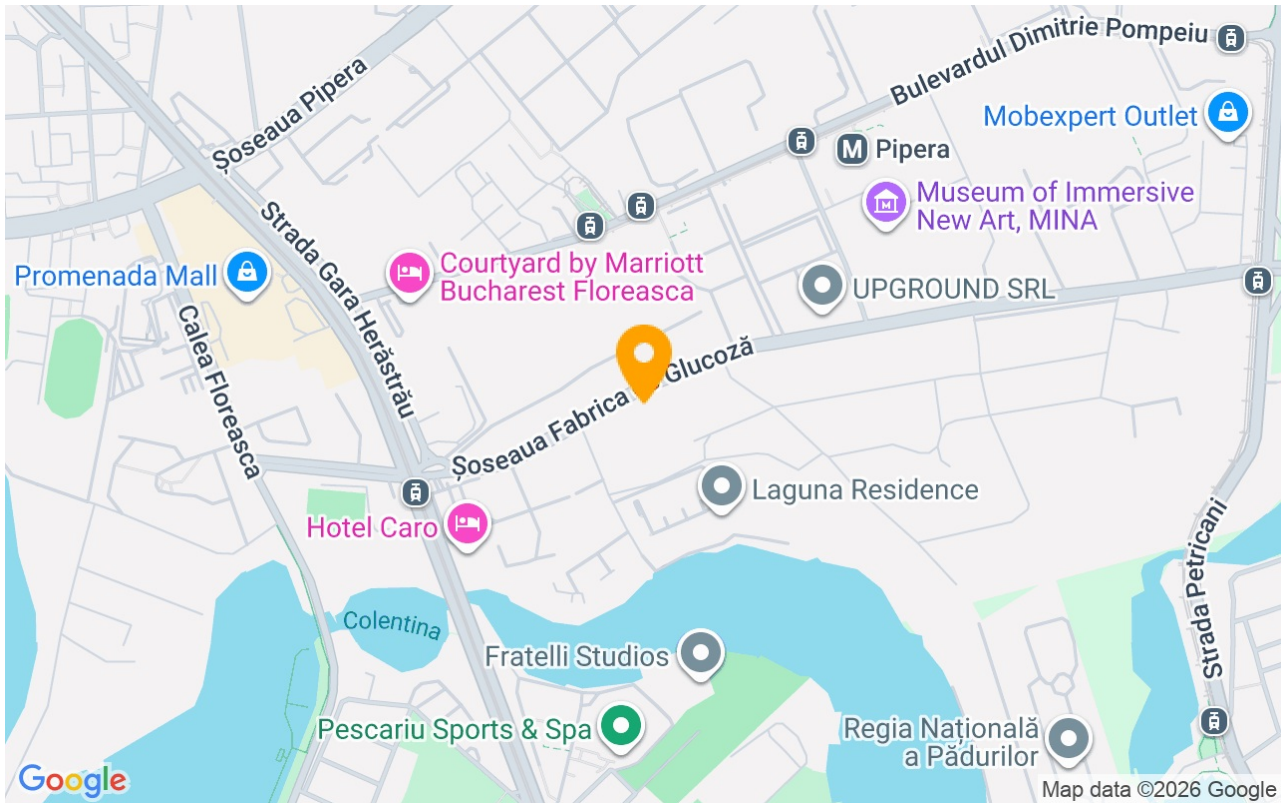 Bulevardul Dimitrie Pompeiu
Șoseaua Pipera
Mobexpert Outlet
M Pipera
Museum of Immersive
New Art, MINA
Strada Gara Herăstrău
Promenada Mall
Courtyard by Marriott
Bucharest Floreasca
UPGROUND SRL
Calea Floreasca
Șoseaua Fabrica
Glucoză
Laguna Residence
Hotel Caro
Strada Petricani
Colentina
Fratelli Studios
Pescariu Sports & Spa
Regia Națională
a Pădurilor
Google
Map data ©2026 Google